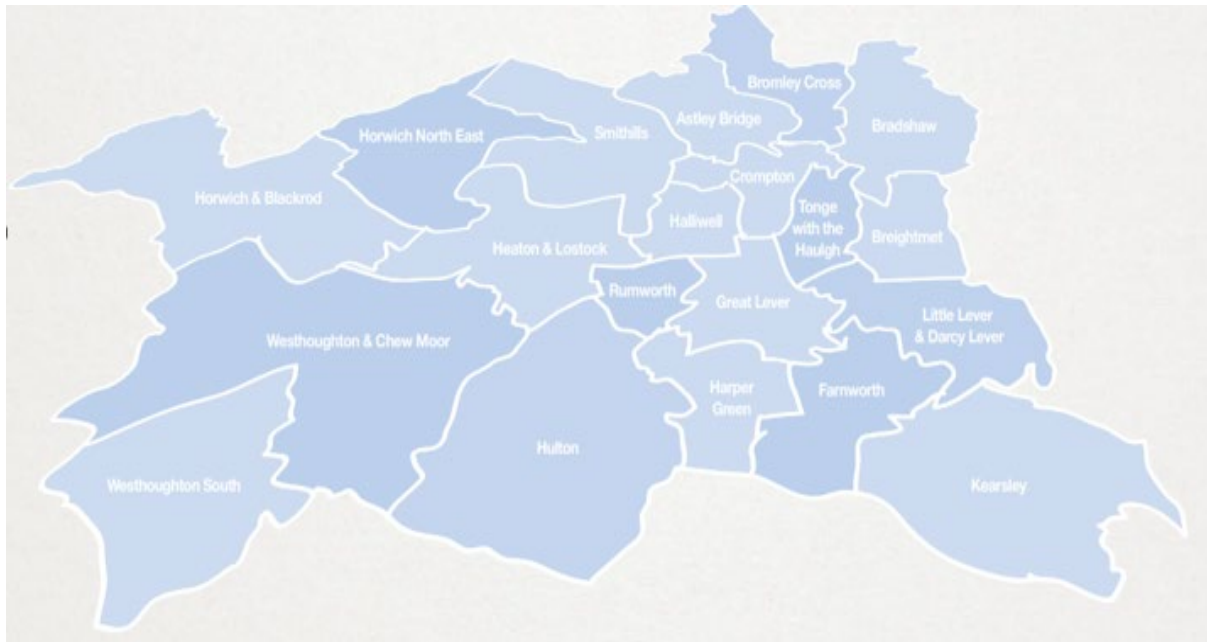 Bromley Cross
Astley Bridge
Bradshaw
Horwich North East
Smithills
Crompton
Horwich & Blackrod
Halliwell
Tonge
with the
Haulgh
Breightmet
Heaton & Lostock
Rumworth
Great Lever
Little Lever
& Darcy Lever
Westhoughton & Chew Moor
Harper
Green
Farnworth
Hulton
Westhoughton South
Kearsley